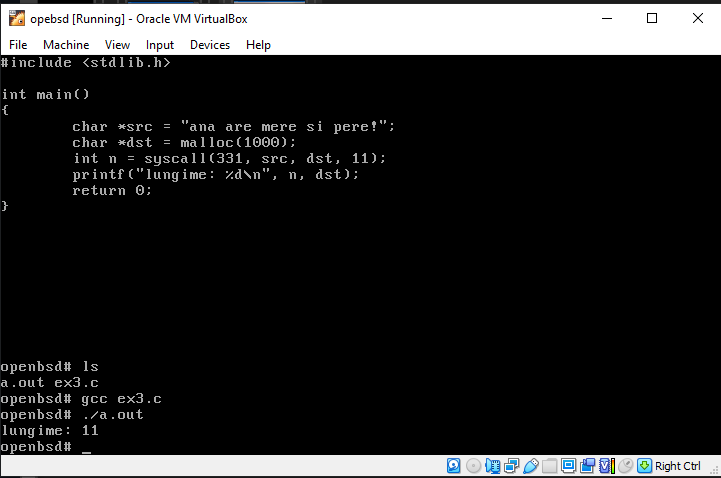 opebsd [Running] - Oracle VM VirtualBox
File Machine View Input Devices Help
#include <stdlib.h>
int main()
{
        char *src = "ana are mere si pere!";
        char *dst = malloc(1000);
        int n = syscall(331, src, dst, 11);
        printf("lungime: %d\n", n, dst);
        return 0;
}
openbsd# ls
a.out ex3.c
openbsd# gcc ex3.c
openbsd# ./a.out
lungime: 11
openbsd# _
Right Ctrl